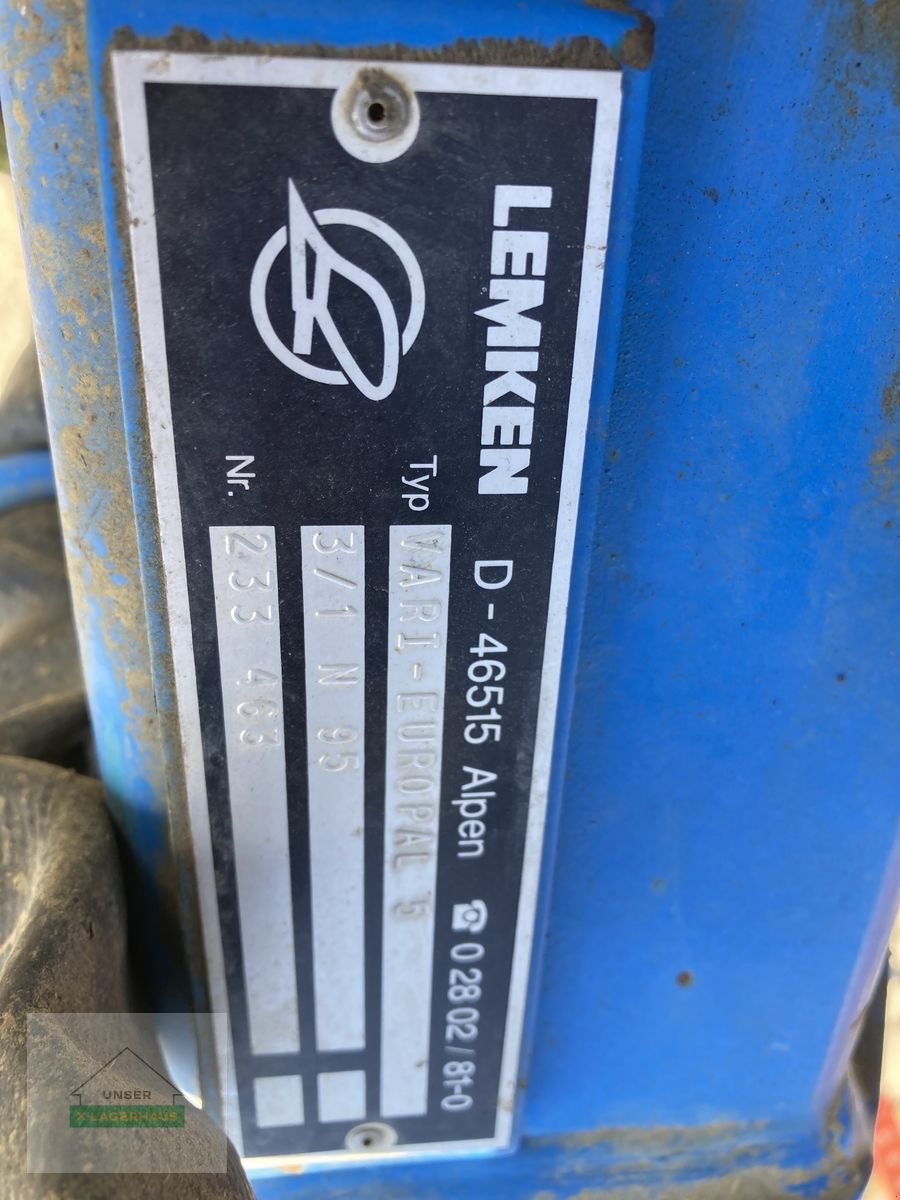 LEMKEN D-46515 Alpen ☎ 0 28 02 / 81-0
Typ VARI-EUROPAL 5
3/1 N 95
Nr. 233 463
UNSER
X LAGERHAUS